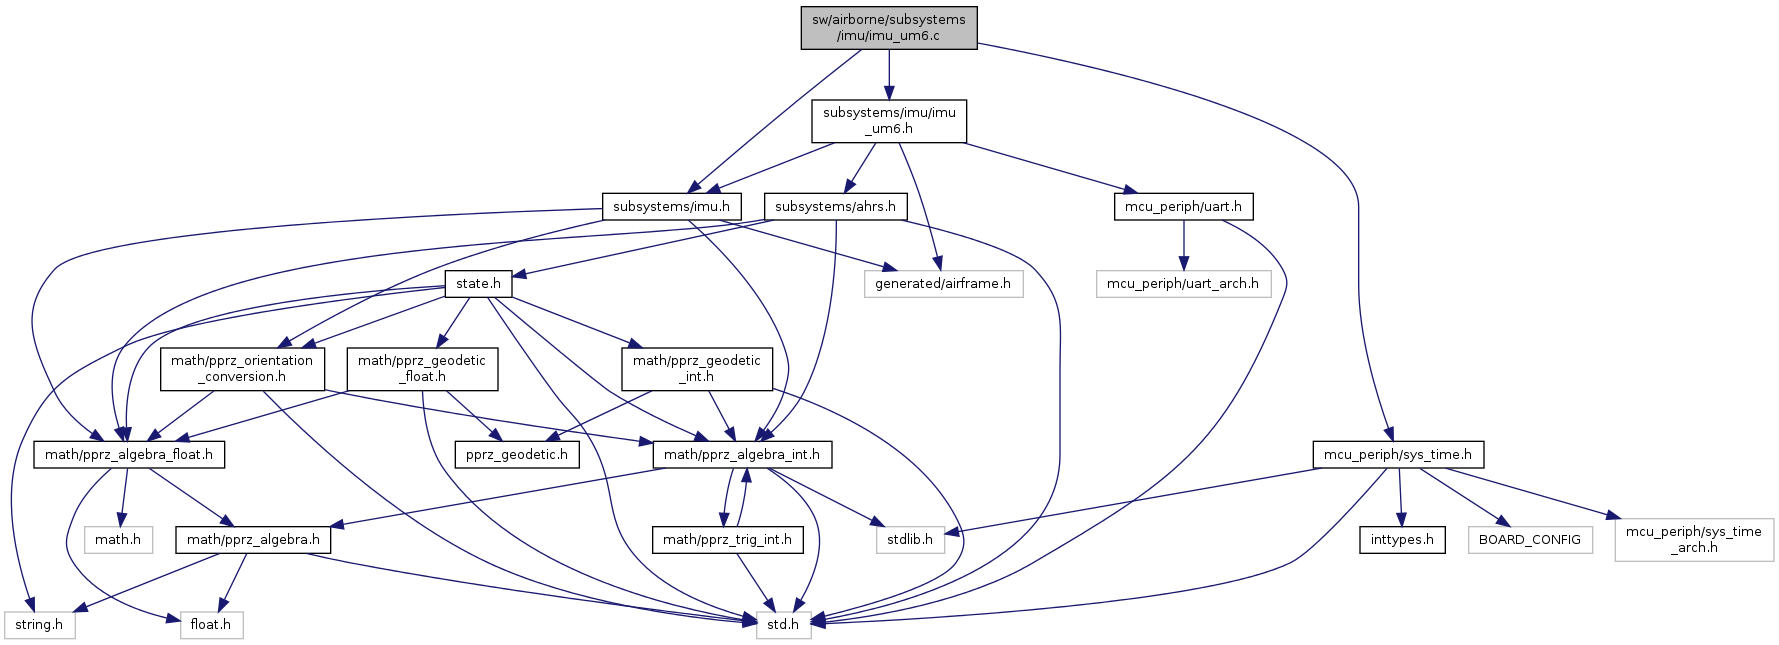 sw/airborne/subsystems
/imu/imu_um6.c
subsystems/imu/imu
_um6.h
subsystems/imu.h
subsystems/ahrs.h
mcu_periph/uart.h
state.h
generated/airframe.h
mcu_periph/uart_arch.h
math/pprz_orientation
_conversion.h
math/pprz_geodetic
_float.h
math/pprz_geodetic
_int.h
math/pprz_algebra_float.h
pprz_geodetic.h
math/pprz_algebra_int.h
mcu_periph/sys_time.h
math.h
math/pprz_algebra.h
math/pprz_trig_int.h
stdlib.h
inttypes.h
BOARD_CONFIG
mcu_periph/sys_time
_arch.h
string.h
float.h
std.h